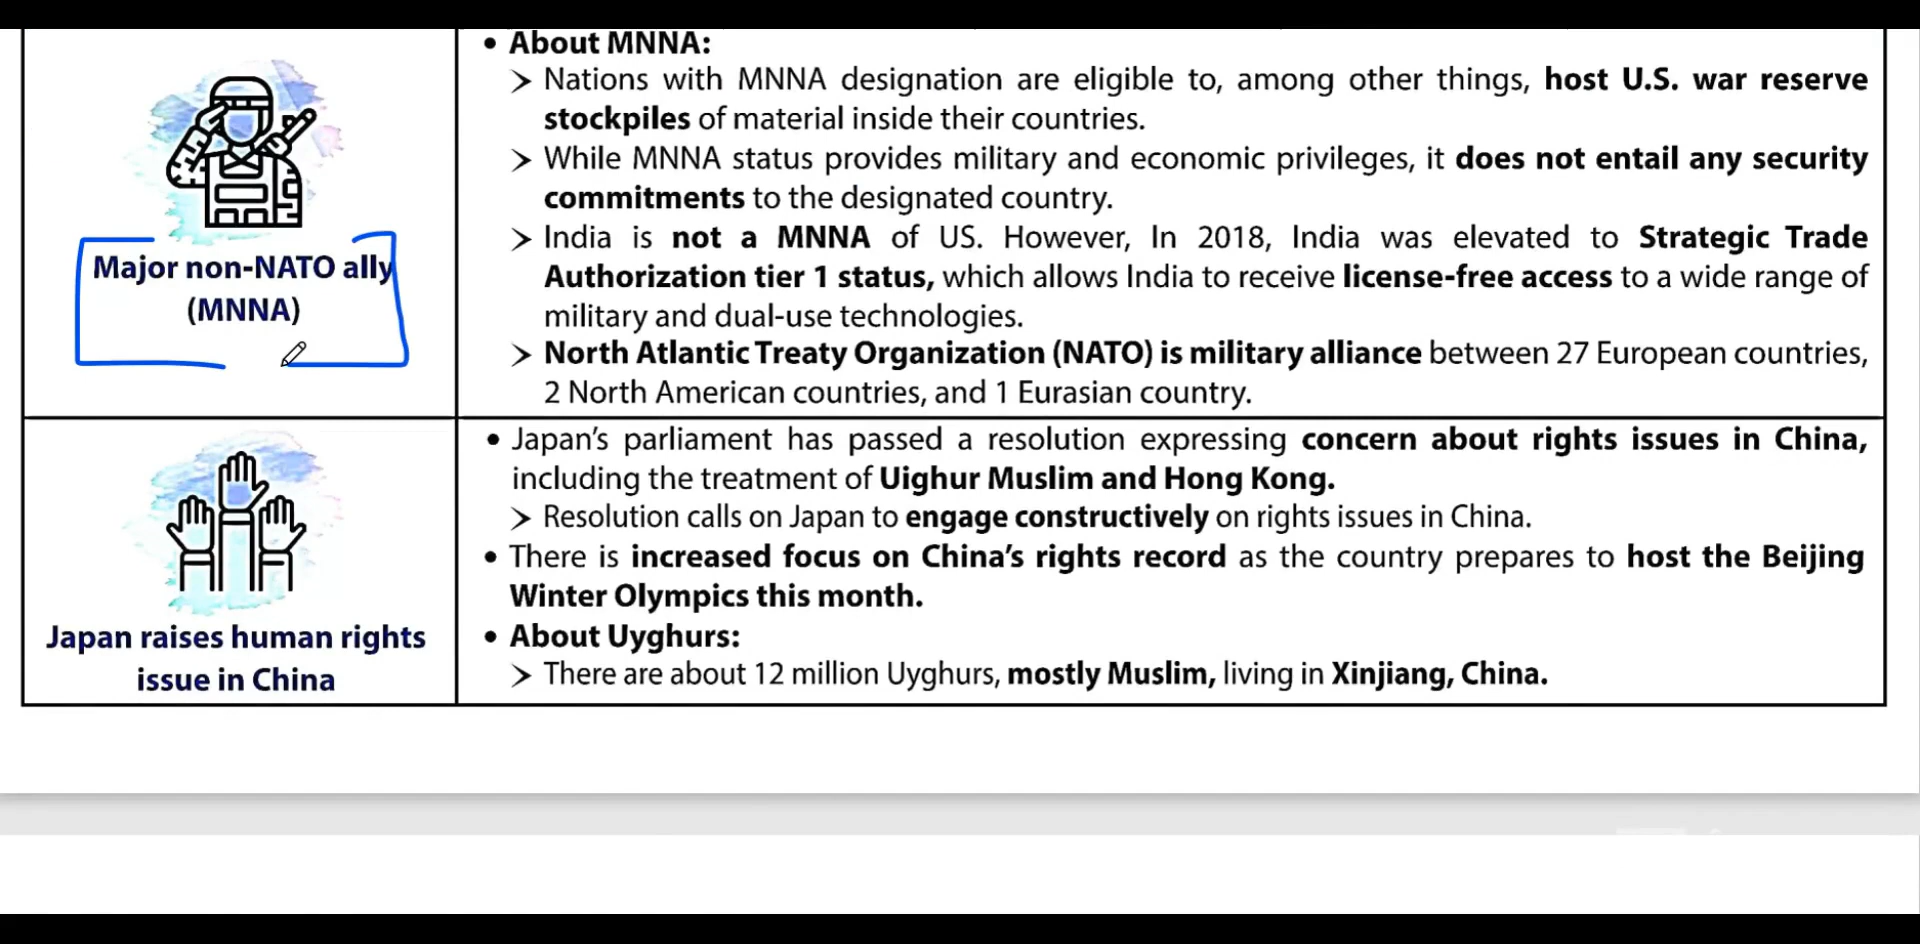 • About MNNA:
➢ Nations with MNNA designation are eligible to, among other things, host U.S. war reserve
stockpiles of material inside their countries.
➢ While MNNA status provides military and economic privileges, it does not entail any security
commitments to the designated country.
➢ India is not a MNNA of US. However, In 2018, India was elevated to Strategic Trade
Authorization tier 1 status, which allows India to receive license-free access to a wide range of
military and dual-use technologies.
➢ North Atlantic Treaty Organization (NATO) is military alliance between 27 European countries,
2 North American countries, and 1 Eurasian country.
Major non-NATO ally
(MNNA)
• Japan’s parliament has passed a resolution expressing concern about rights issues in China,
including the treatment of Uighur Muslim and Hong Kong.
➢ Resolution calls on Japan to engage constructively on rights issues in China.
• There is increased focus on China’s rights record as the country prepares to host the Beijing
Winter Olympics this month.
• About Uyghurs:
➢ There are about 12 million Uyghurs, mostly Muslim, living in Xinjiang, China.
Japan raises human rights
issue in China